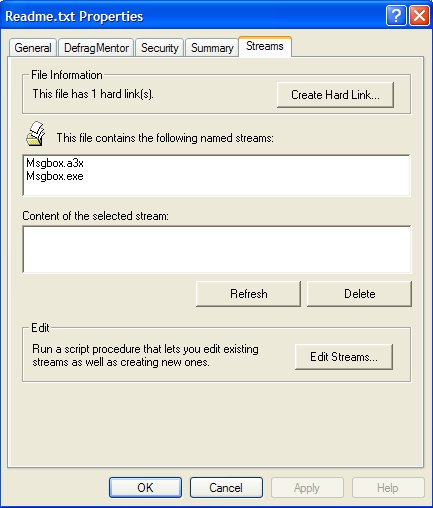 Readme.txt Properties
General
DefragMentor
Security
Summary
Streams
File Information
This file has 1 hard link(s).
Create Hard Link...
This file contains the following named streams:
Msgbox.a3x
Msgbox.exe
Content of the selected stream:
Refresh
Delete
Edit
Run a script procedure that lets you edit existing
streams as well as creating new ones.
Edit Streams...
OK
Cancel
Apply
Help